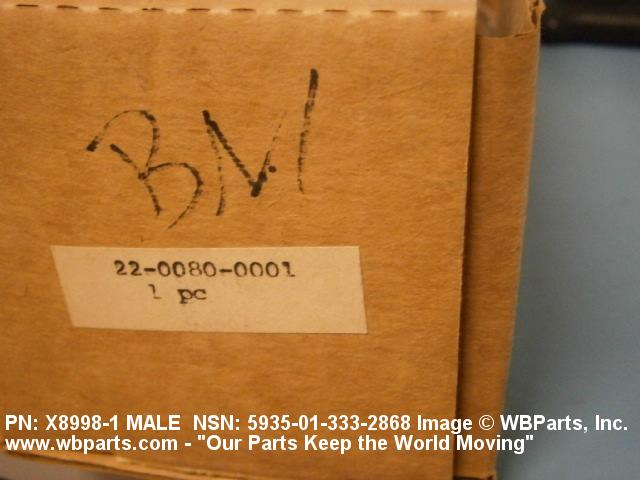 BM
22-0080-0001
1 pc
PN: X8998-1 MALE  NSN: 5935-01-333-2868 Image © WBParts, Inc.
www.wbparts.com - "Our Parts Keep the World Moving"